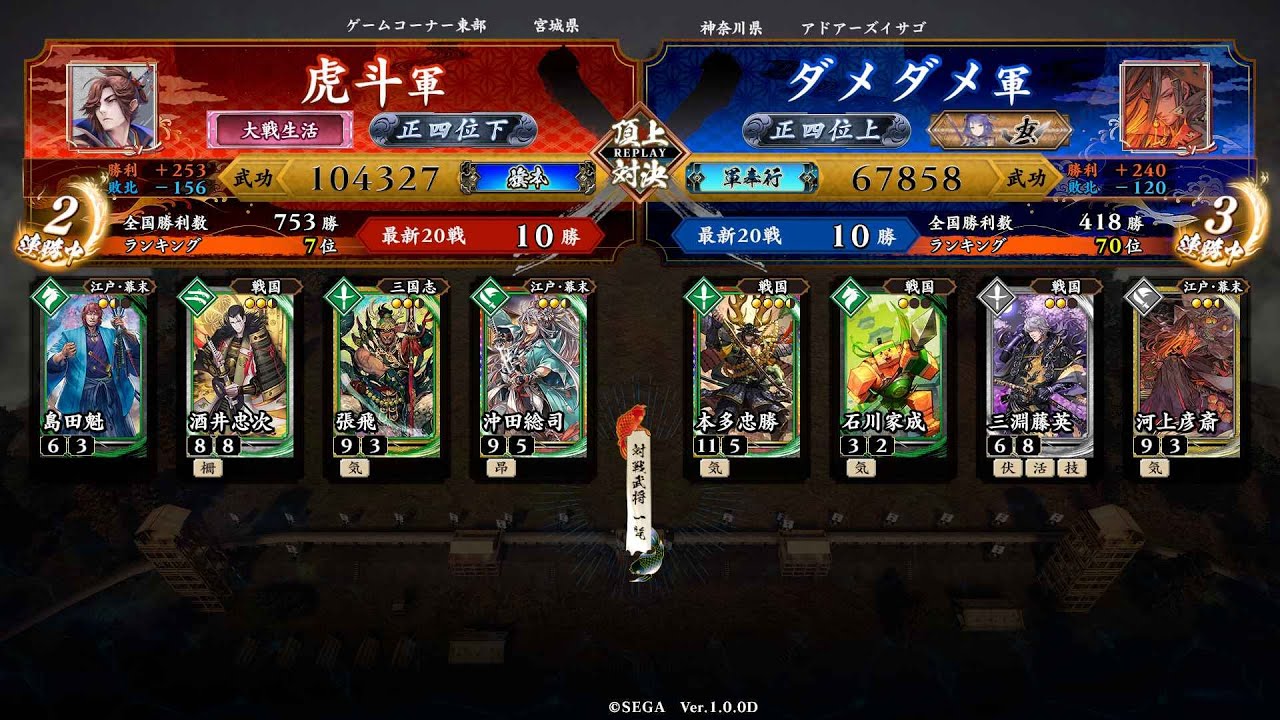 ゲームコーナー東部 宮城県
神奈川県 アドアーズイサゴ
虎斗軍
大戦生活 正四位下
勝利 +253
敗北 -156
武功 104327 旗本
2連勝中
全国勝利数 753勝
ランキング 7位
最新20戦 10勝
頂上
REPLAY
対決
ダメダメ軍
正四位上
軍奉行 67858 武功
勝利 +240
敗北 -120
最新20戦 10勝
全国勝利数 418勝
ランキング 70位
3連勝中
江戸・幕末
島田魁
6 3
戦国
酒井忠次
8 8
柵
三国志
張飛
9 3
気
江戸・幕末
沖田総司
9 5
昂
対戦武将一覧
戦国
本多忠勝
11 5
気
戦国
石川家成
3 2
気
戦国
三淵藤英
6 8
伏 活 技
江戸・幕末
河上彦斎
9 3
気
©SEGA Ver.1.0.0D